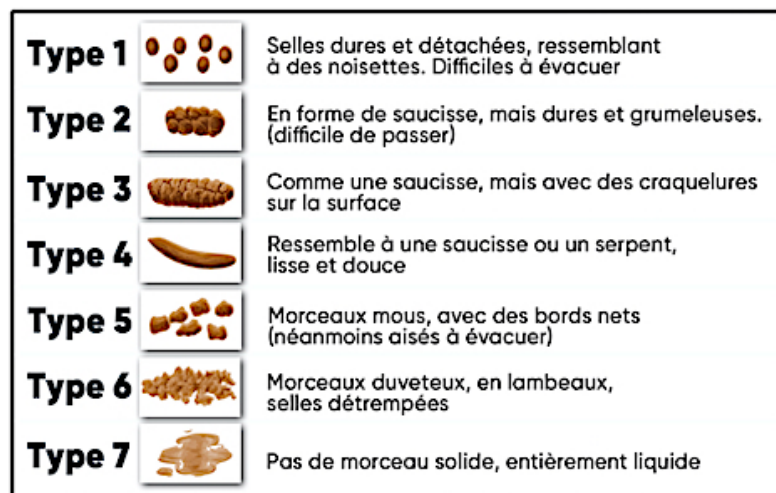 Type 1
Selles dures et détachées, ressemblant
à des noisettes. Difficiles à évacuer
Type 2
En forme de saucisse, mais dures et grumeleuses.
(difficile de passer)
Type 3
Comme une saucisse, mais avec des craquelures
sur la surface
Type 4
Ressemble à une saucisse ou un serpent,
lisse et douce
Type 5
Morceaux mous, avec des bords nets
(néanmoins aisés à évacuer)
Type 6
Morceaux duveteux, en lambeaux,
selles détrempées
Type 7
Pas de morceau solide, entièrement liquide